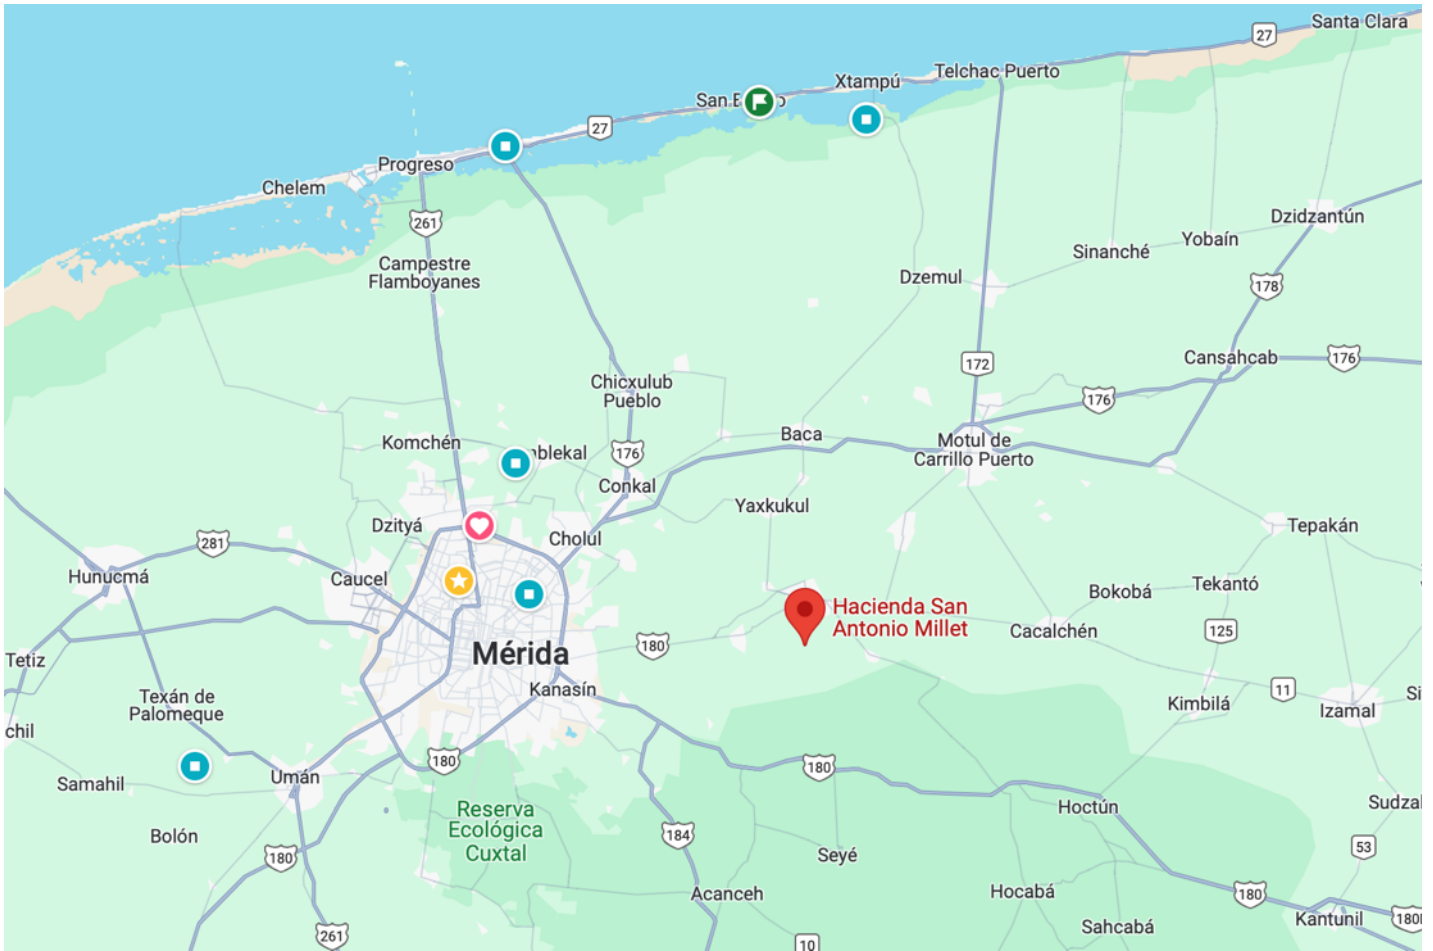 Santa Clara
27
Telchac Puerto
Xtampú
27
Progreso
Chelem
261
Dzidzantún
Yobaín
Sinanché
Campestre
Flamboyanes
Dzemul
178
Cansahcab
176
172
Chicxulub
Pueblo
176
Baca
Komchén
Motul de
Carrillo Puerto
176
Conkal
Yaxkukul
Dzityá
Cholul
Tepakán
281
Hunucmá
Caucel
Tekantó
Bokobá
Hacienda San
Antonio Millet
Cacalchén
125
180
Mérida
Tetiz
Kanasín
11
Texán de
Palomeque
Kimbilá
Izamal
Si
chil
180
180
Umán
Samahil
Hoctún
Sudzal
Reserva
Ecológica
Cuxtal
Bolón
184
53
180
Seyé
Acanceh
Hocabá
180
Kantunil
180
Sahcabá
261
10